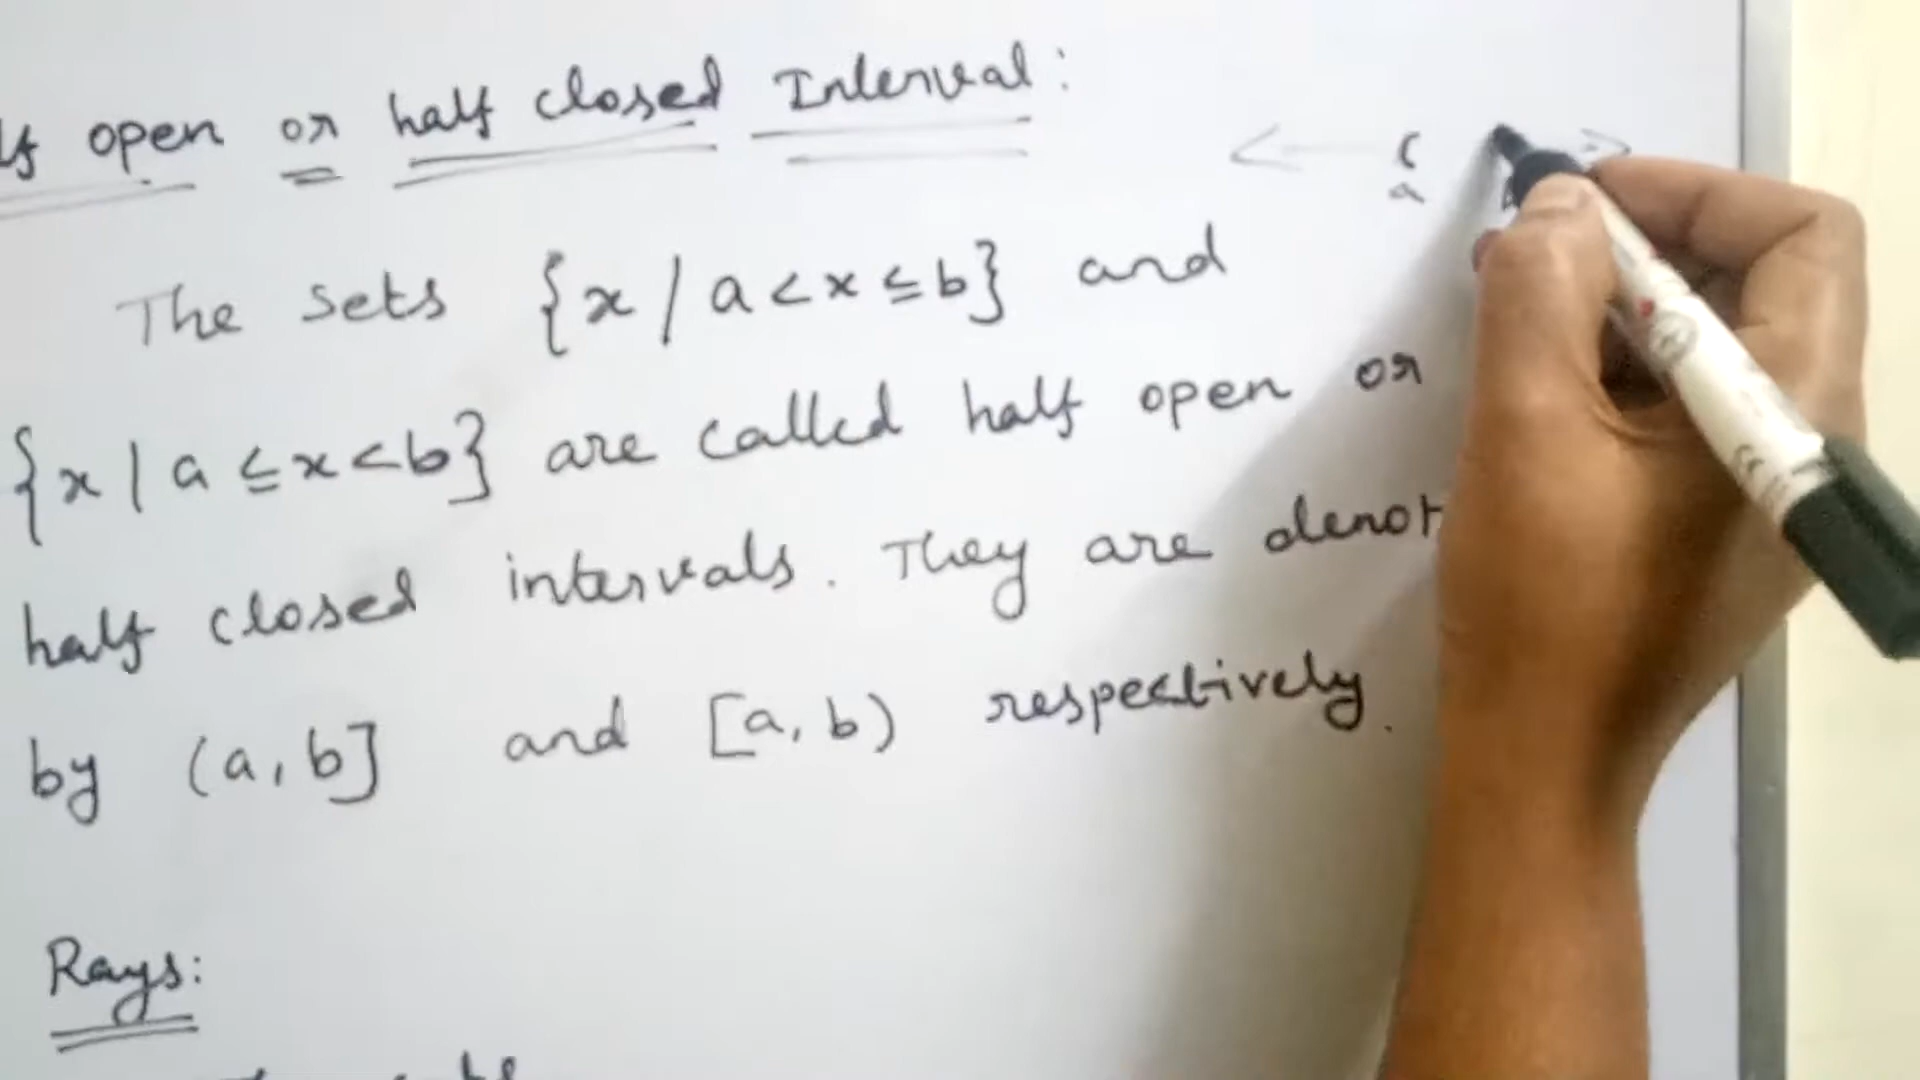 open or half closed Interval:
( 
a
The sets {x / a < x ≤ b} and
{x / a ≤ x < b} are called half open or
half closed intervals. They are denot
by (a, b] and [a, b) respectively.
Rays: